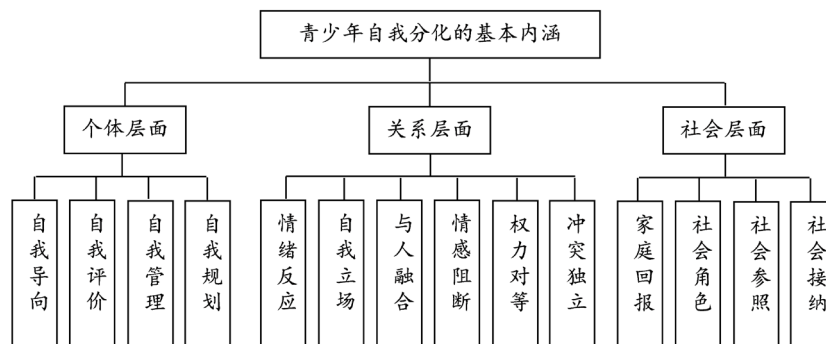 青少年自我分化的基本内涵
个体层面
关系层面
社会层面
自我导向
自我评价
自我管理
自我规划
情绪反应
自我立场
与人融合
情感阻断
权力对等
冲突独立
家庭回报
社会角色
社会参照
社会接纳